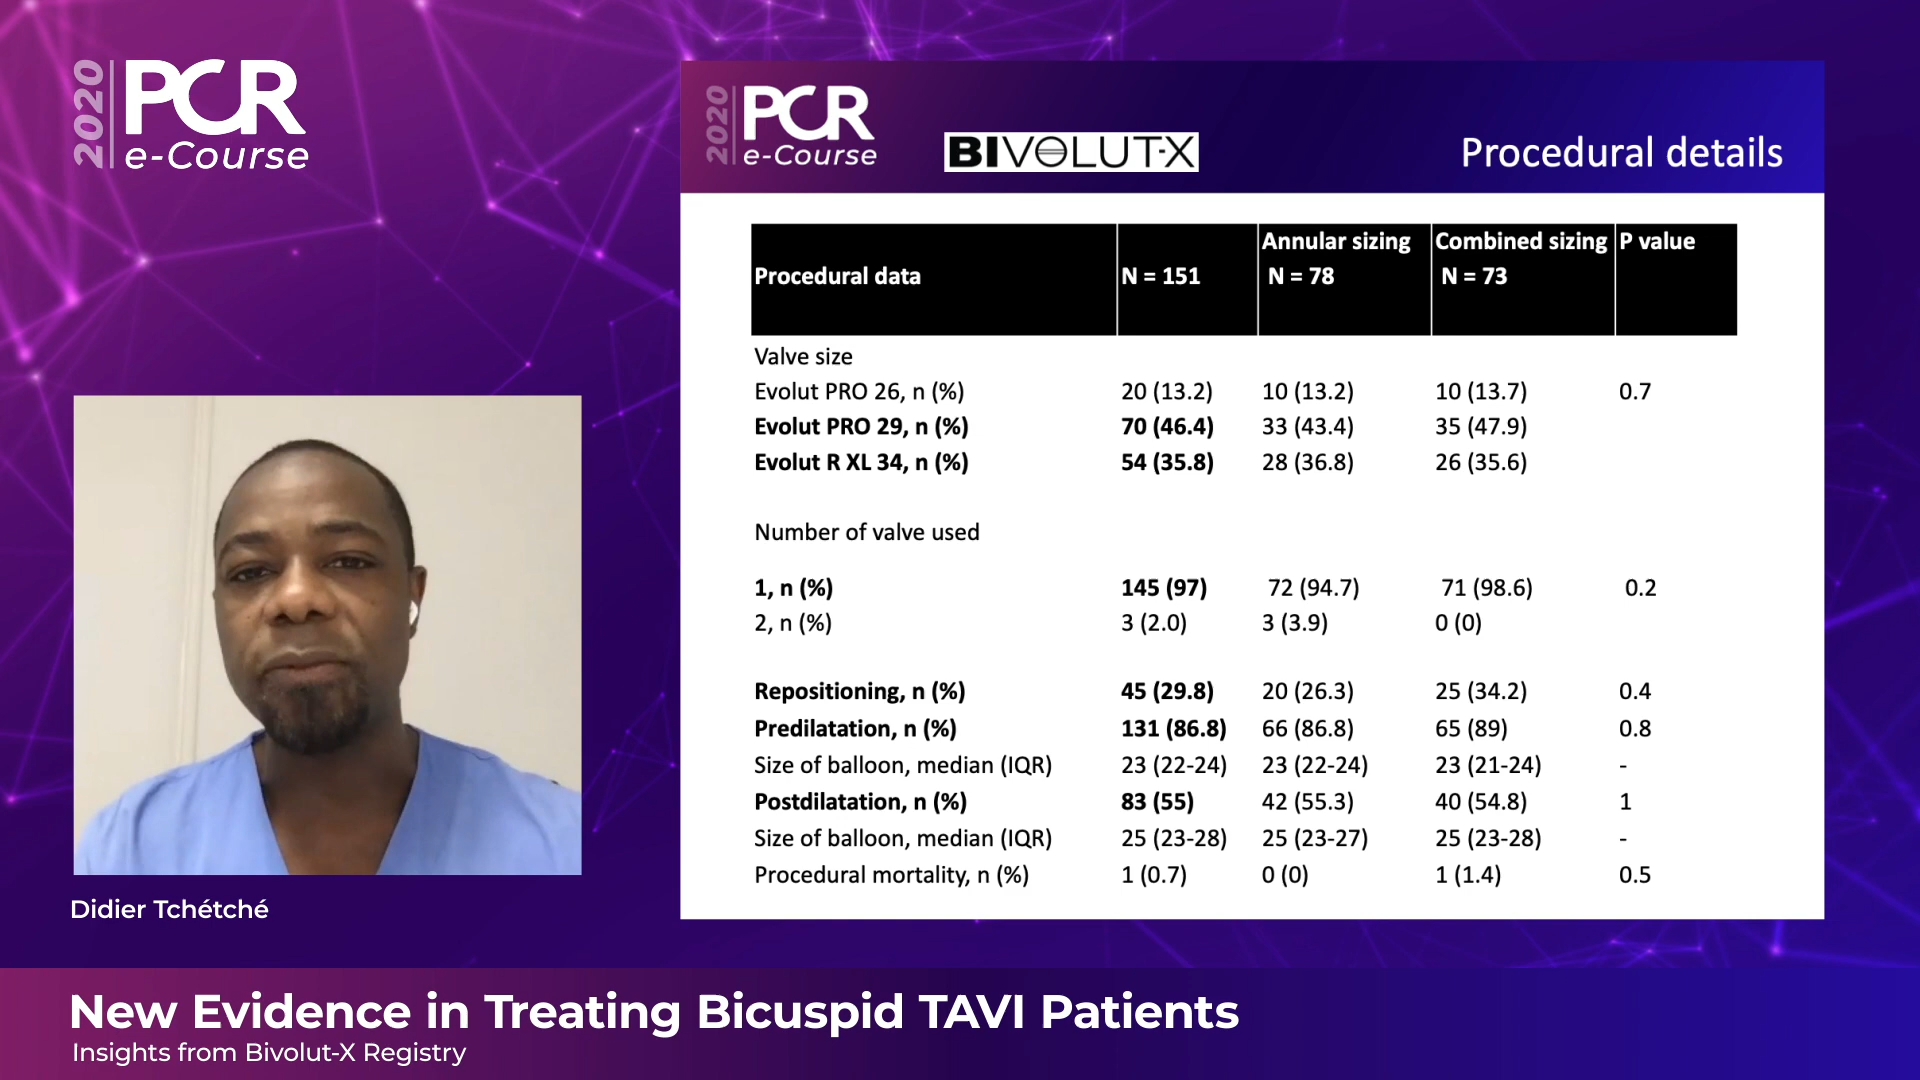 2020
PCR
e-Course
2020
PCR
e-Course
BIVOLUT-X
Procedural details
Procedural data N = 151 Annular sizing N = 78 Combined sizing N = 73 P value
Valve size
Evolut PRO 26, n (%) 20 (13.2) 10 (13.2) 10 (13.7) 0.7
Evolut PRO 29, n (%) 70 (46.4) 33 (43.4) 35 (47.9)
Evolut R XL 34, n (%) 54 (35.8) 28 (36.8) 26 (35.6)
Number of valve used
1, n (%) 145 (97) 72 (94.7) 71 (98.6) 0.2
2, n (%) 3 (2.0) 3 (3.9) 0 (0)
Repositioning, n (%) 45 (29.8) 20 (26.3) 25 (34.2) 0.4
Predilatation, n (%) 131 (86.8) 66 (86.8) 65 (89) 0.8
Size of balloon, median (IQR) 23 (22-24) 23 (22-24) 23 (21-24) -
Postdilatation, n (%) 83 (55) 42 (55.3) 40 (54.8) 1
Size of balloon, median (IQR) 25 (23-28) 25 (23-27) 25 (23-28) -
Procedural mortality, n (%) 1 (0.7) 0 (0) 1 (1.4) 0.5
Didier Tchétché
New Evidence in Treating Bicuspid TAVI Patients
Insights from Bivolut-X Registry